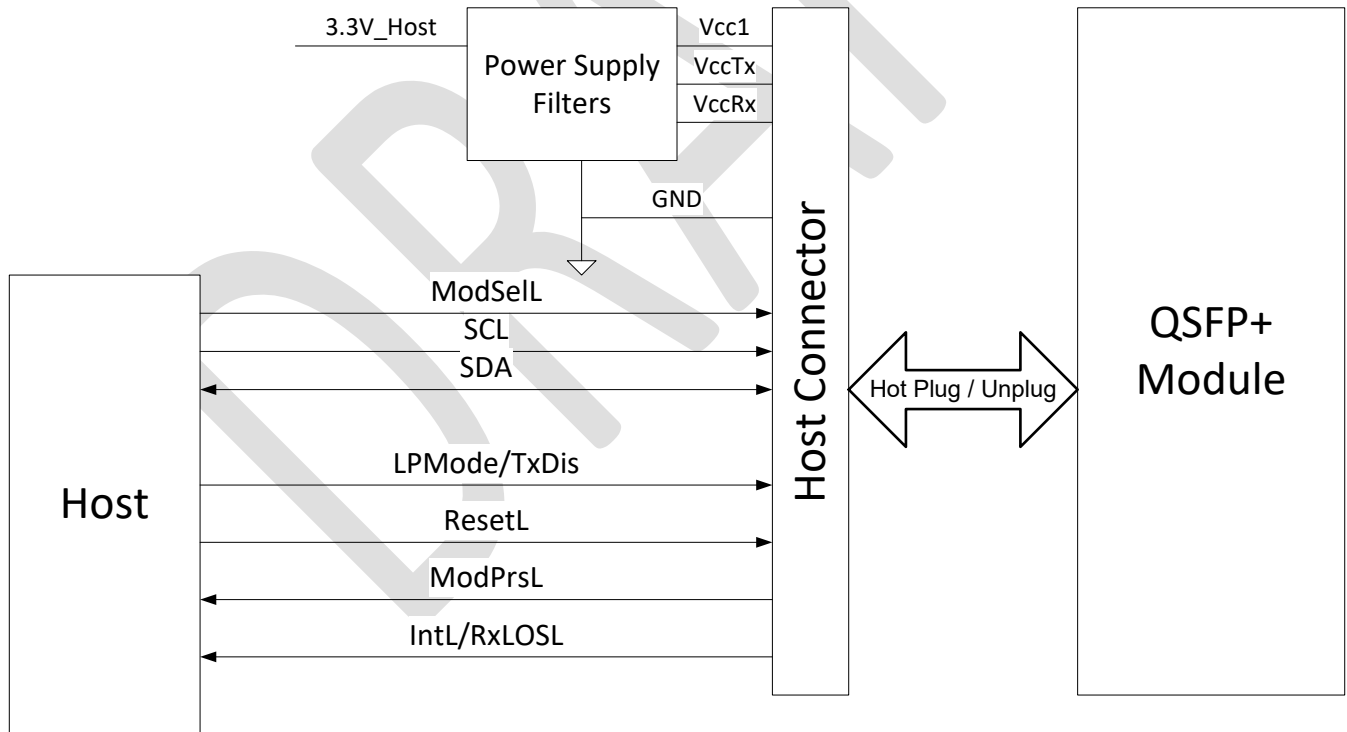 3.3V_Host
Power Supply
Filters
Vcc1
VccTx
VccRx
GND
Host
ModSelL
SCL
SDA
LPMode/TxDis
ResetL
ModPrsL
IntL/RxLOSL
Host Connector
Hot Plug / Unplug
QSFP+
Module